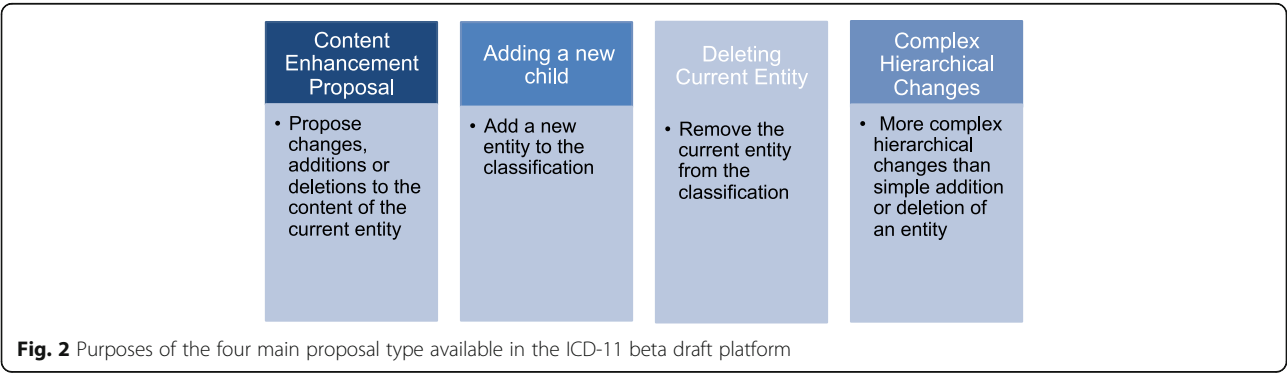 Content
Enhancement
Proposal
• Propose
changes,
additions or
deletions to the
content of the
current entity
Adding a new
child
• Add a new
entity to the
classification
Deleting
Current Entity
• Remove the
current entity
from the
classification
Complex
Hierarchical
Changes
• More complex
hierarchical
changes than
simple addition
or deletion of
an entity
Fig. 2 Purposes of the four main proposal type available in the ICD-11 beta draft platform